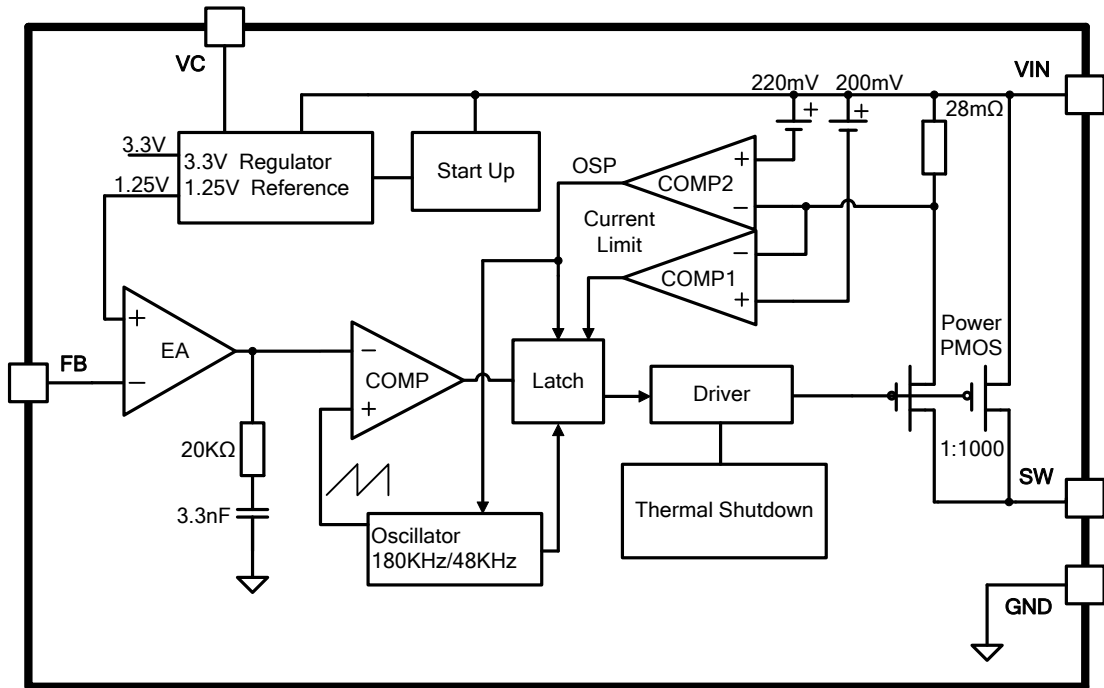 VC
VIN
220mV
200mV
+
+
28mΩ
3.3V
3.3V Regulator
1.25V
1.25V Reference
Start Up
OSP
+
COMP2
−
Current
Limit
−
COMP1
+
+
EA
−
FB
−
COMP
+
Latch
Driver
Power
PMOS
1:1000
20KΩ
3.3nF
Oscillator
180KHz/48KHz
Thermal Shutdown
SW
GND